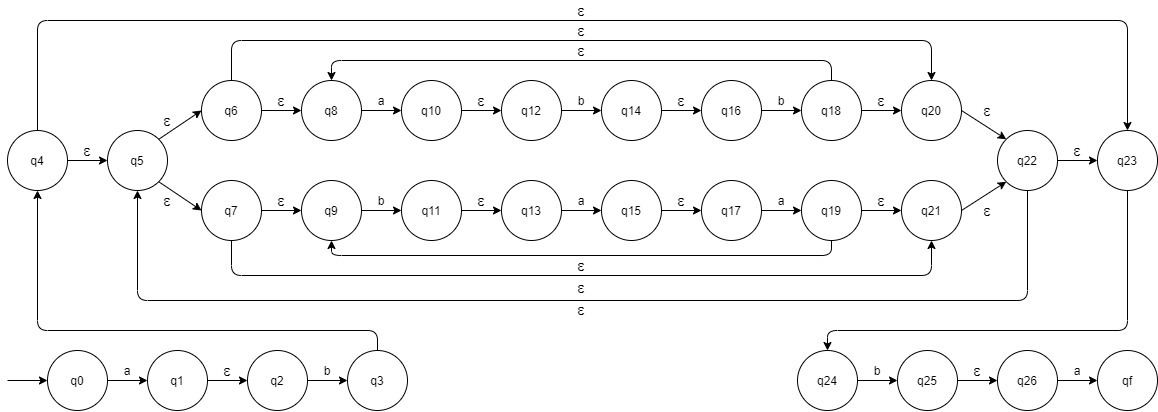 ε
ε
ε
q6 ε q8 a q10 ε q12 b q14 ε q16 b q18 ε q20
ε ε
q4 ε q5 q22 ε q23
ε ε
q7 ε q9 b q11 ε q13 a q15 ε q17 a q19 ε q21
ε
ε
ε
q0 a q1 ε q2 b q3 q24 b q25 ε q26 a qf